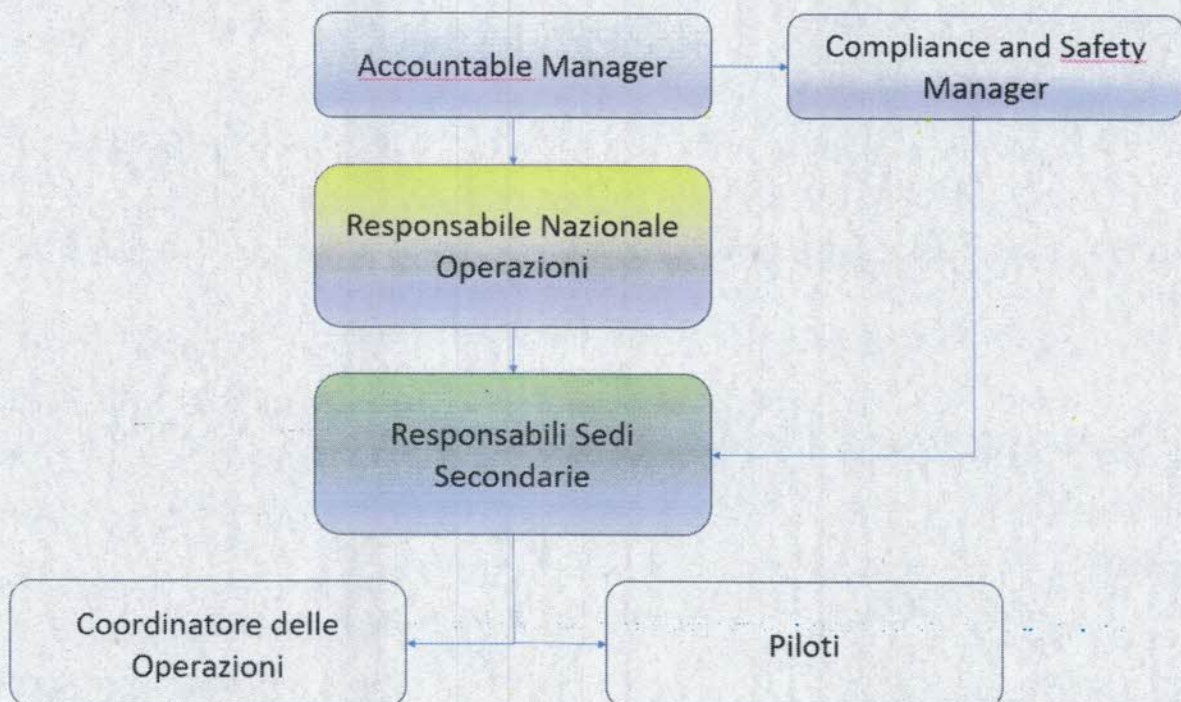 Accountable Manager
Compliance and Safety
Manager
Responsabile Nazionale
Operazioni
Responsabili Sedi
Secondarie
Coordinatore delle
Operazioni
Piloti